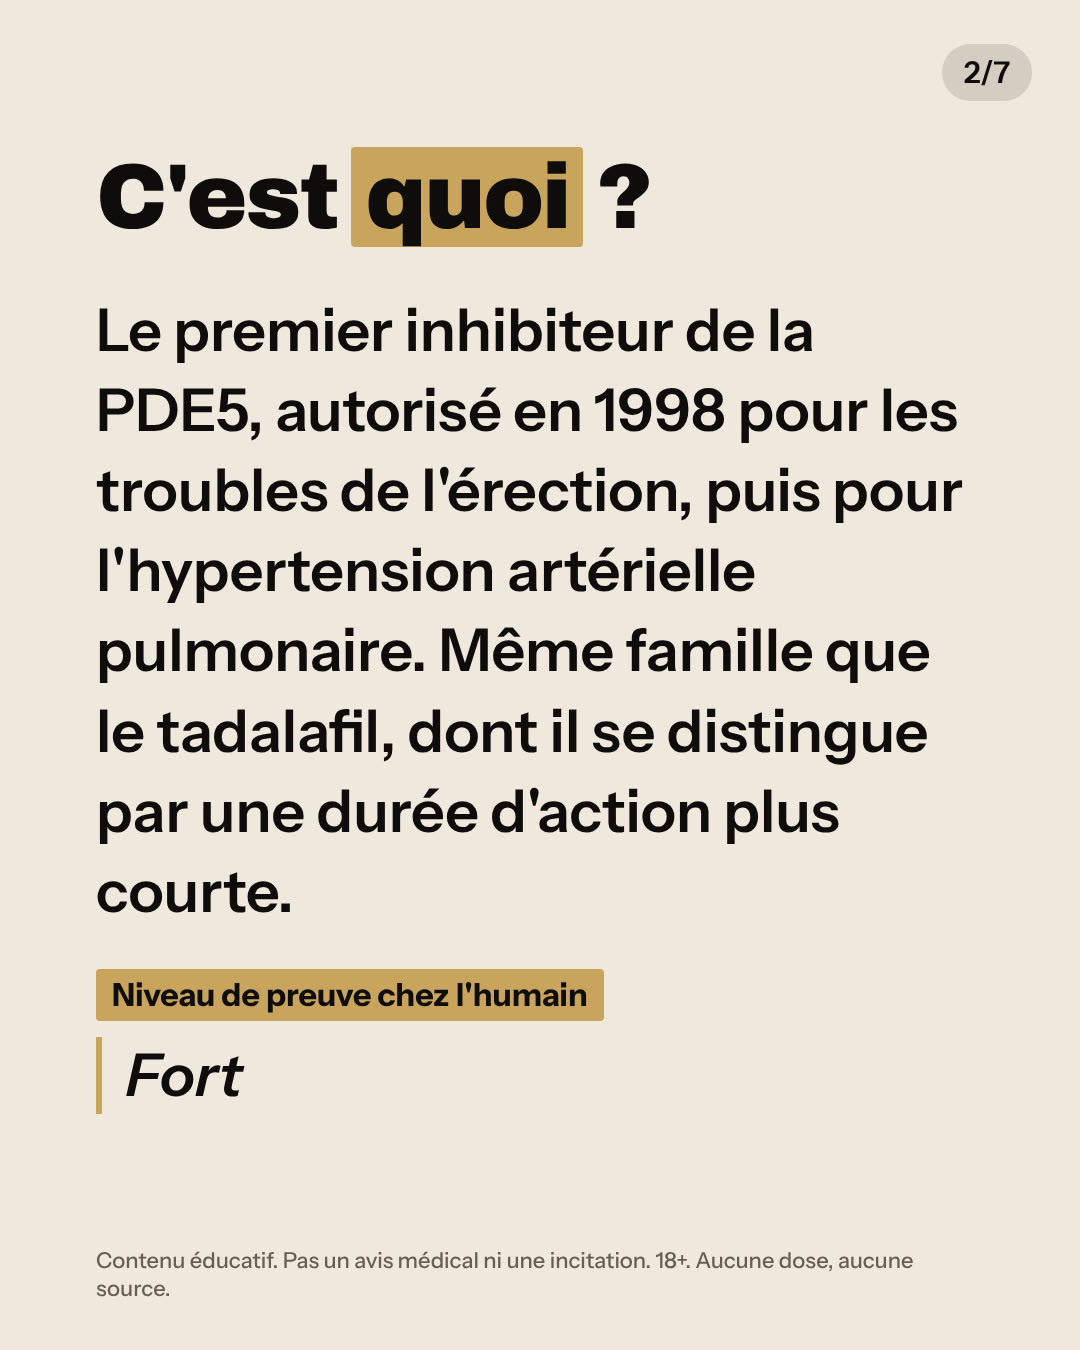 2/7
C'est quoi ?
Le premier inhibiteur de la
PDE5, autorisé en 1998 pour les
troubles de l'érection, puis pour
l'hypertension artérielle
pulmonaire. Même famille que
le tadalafil, dont il se distingue
par une durée d'action plus
courte.
Niveau de preuve chez l'humain
Fort
Contenu éducatif. Pas un avis médical ni une incitation. 18+. Aucune dose, aucune
source.